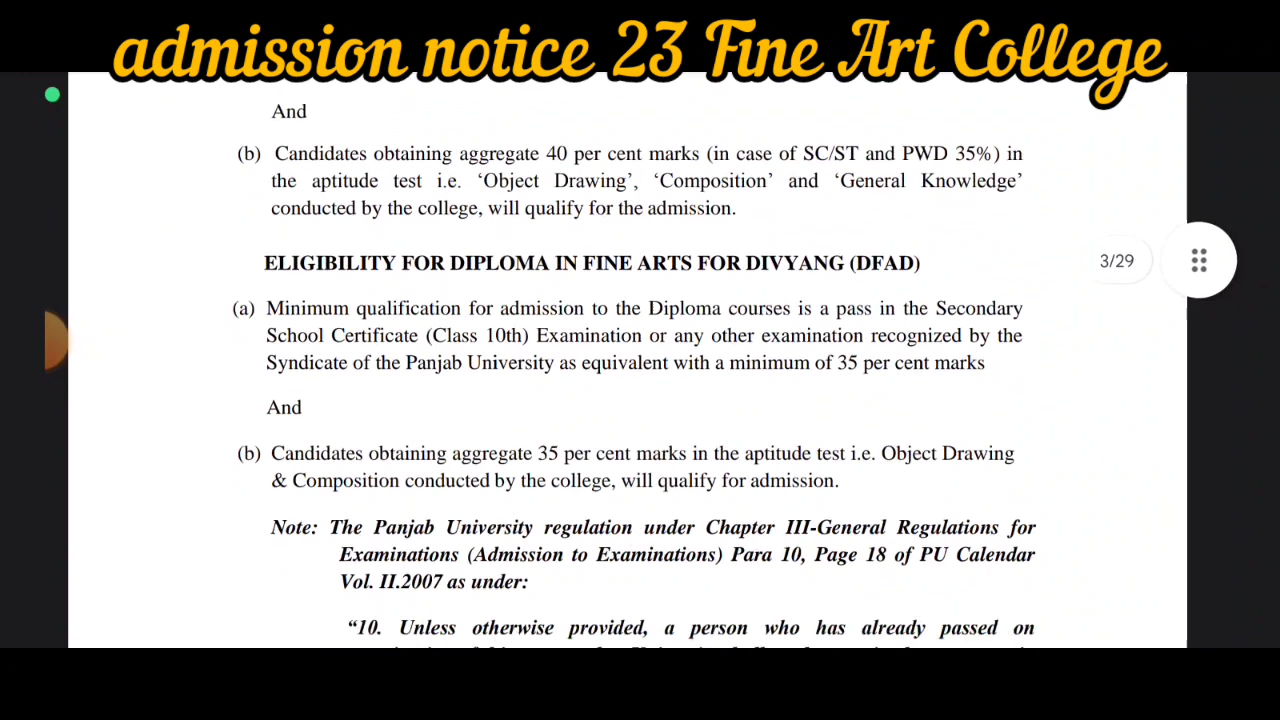 admission notice 23 Fine Art College
And
(b) Candidates obtaining aggregate 40 per cent marks (in case of SC/ST and PWD 35%) in
the aptitude test i.e. ‘Object Drawing’, ‘Composition’ and ‘General Knowledge’
conducted by the college, will qualify for the admission.
ELIGIBILITY FOR DIPLOMA IN FINE ARTS FOR DIVYANG (DFAD)
3/29
(a) Minimum qualification for admission to the Diploma courses is a pass in the Secondary
School Certificate (Class 10th) Examination or any other examination recognized by the
Syndicate of the Panjab University as equivalent with a minimum of 35 per cent marks
And
(b) Candidates obtaining aggregate 35 per cent marks in the aptitude test i.e. Object Drawing
& Composition conducted by the college, will qualify for admission.
Note: The Panjab University regulation under Chapter III-General Regulations for
Examinations (Admission to Examinations) Para 10, Page 18 of PU Calendar
Vol. II.2007 as under:
“10. Unless otherwise provided, a person who has already passed on